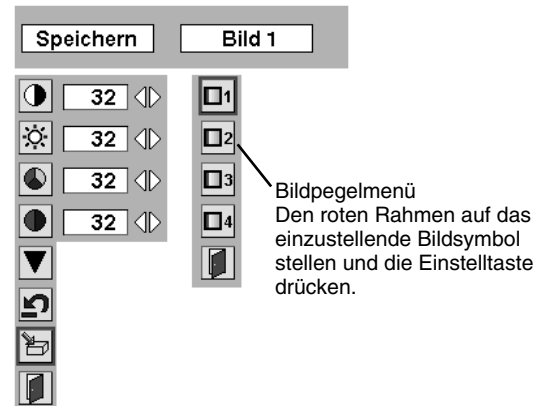 Speichern
Bild 1
32
1
32
2
32
3
32
4
Bildpegelmenü
Den roten Rahmen auf das
einzustellende Bildsymbol
stellen und die Einstelltaste
drücken.